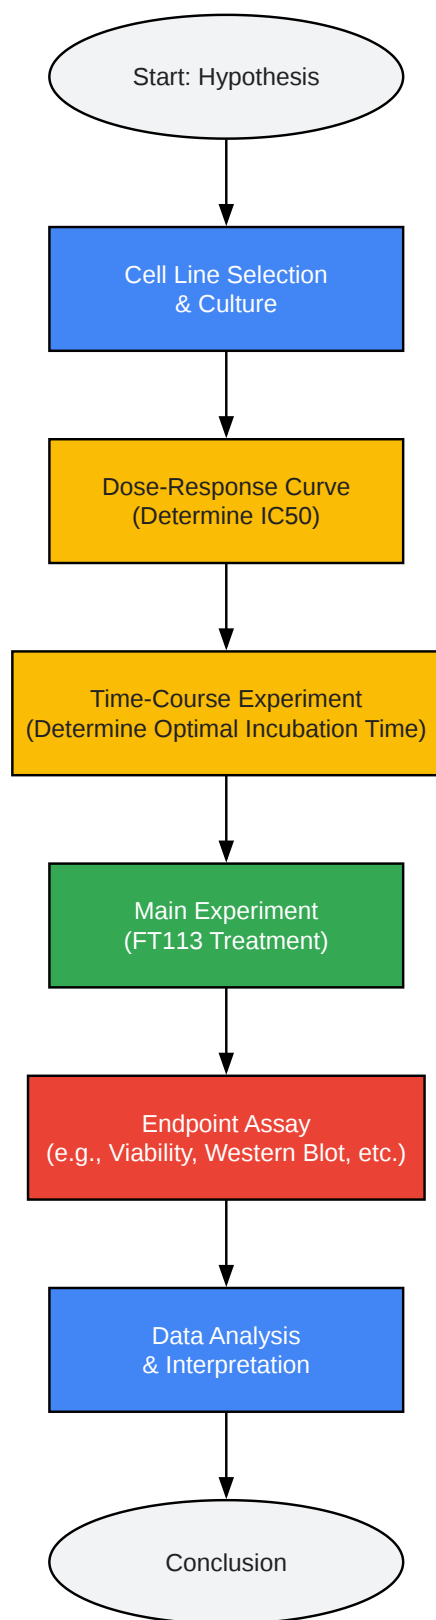 Start: Hypothesis
Cell Line Selection
& Culture
Dose-Response Curve
(Determine IC50)
Time-Course Experiment
(Determine Optimal Incubation Time)
Main Experiment
(FT113 Treatment)
Endpoint Assay
(e.g., Viability, Western Blot, etc.)
Data Analysis
& Interpretation
Conclusion